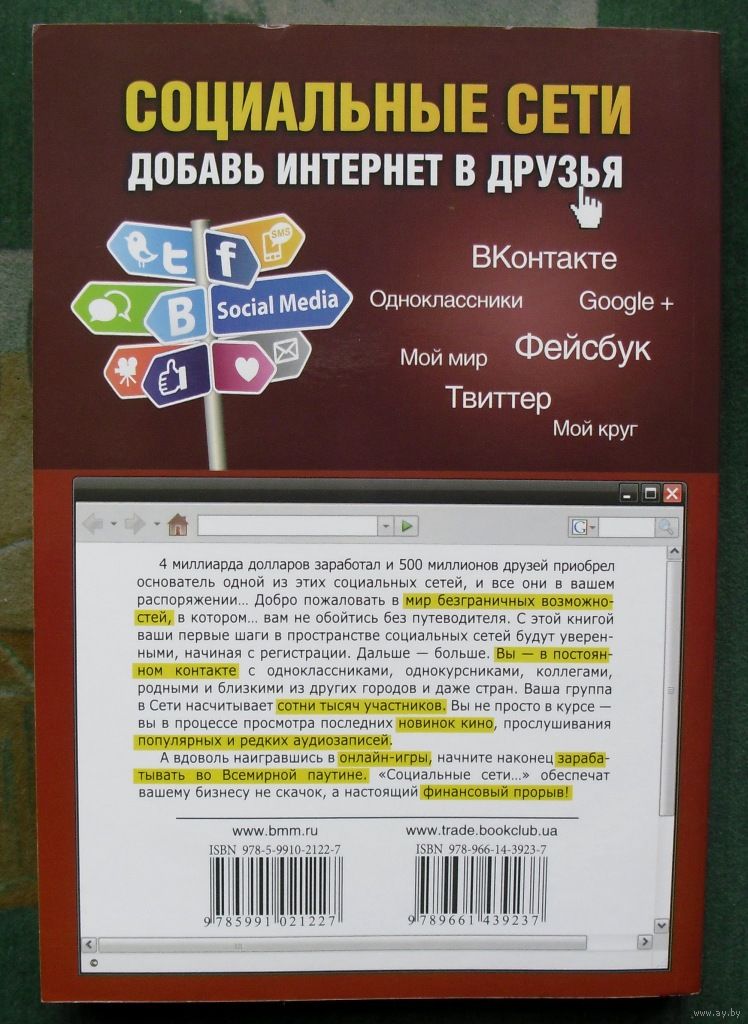 СОЦИАЛЬНЫЕ СЕТИ
ДОБАВЬ ИНТЕРНЕТ В ДРУЗЬЯ
SMS
t f
B Social Media
ВКонтакте
Одноклассники Google +
Мой мир Фейсбук
Твиттер
Мой круг
G
4 миллиарда долларов заработал и 500 миллионов друзей приобрел
основатель одной из этих социальных сетей, и все они в вашем
распоряжении... Добро пожаловать в мир безграничных возможно-
стей, в котором... вам не обойтись без путеводителя. С этой книгой
ваши первые шаги в пространстве социальных сетей будут уверен-
ными, начиная с регистрации. Дальше — больше. Вы — в постоян-
ном контакте с одноклассниками, однокурсниками, коллегами,
родными и близкими из других городов и даже стран. Ваша группа
в Сети насчитывает сотни тысяч участников. Вы не просто в курсе —
вы в процессе просмотра последних новинок кино, прослушивания
популярных и редких аудиозаписей.
А вдоволь наигравшись в онлайн-игры, начните наконец зараба-
тывать во Всемирной паутине. «Социальные сети...» обеспечат
вашему бизнесу не скачок, а настоящий финансовый прорыв!
www.bmm.ru www.trade.bookclub.ua
ISBN 978-5-9910-2122-7 ISBN 978-966-14-3923-7
9 785991 021227 9 789661 439237
©
www.ay.by